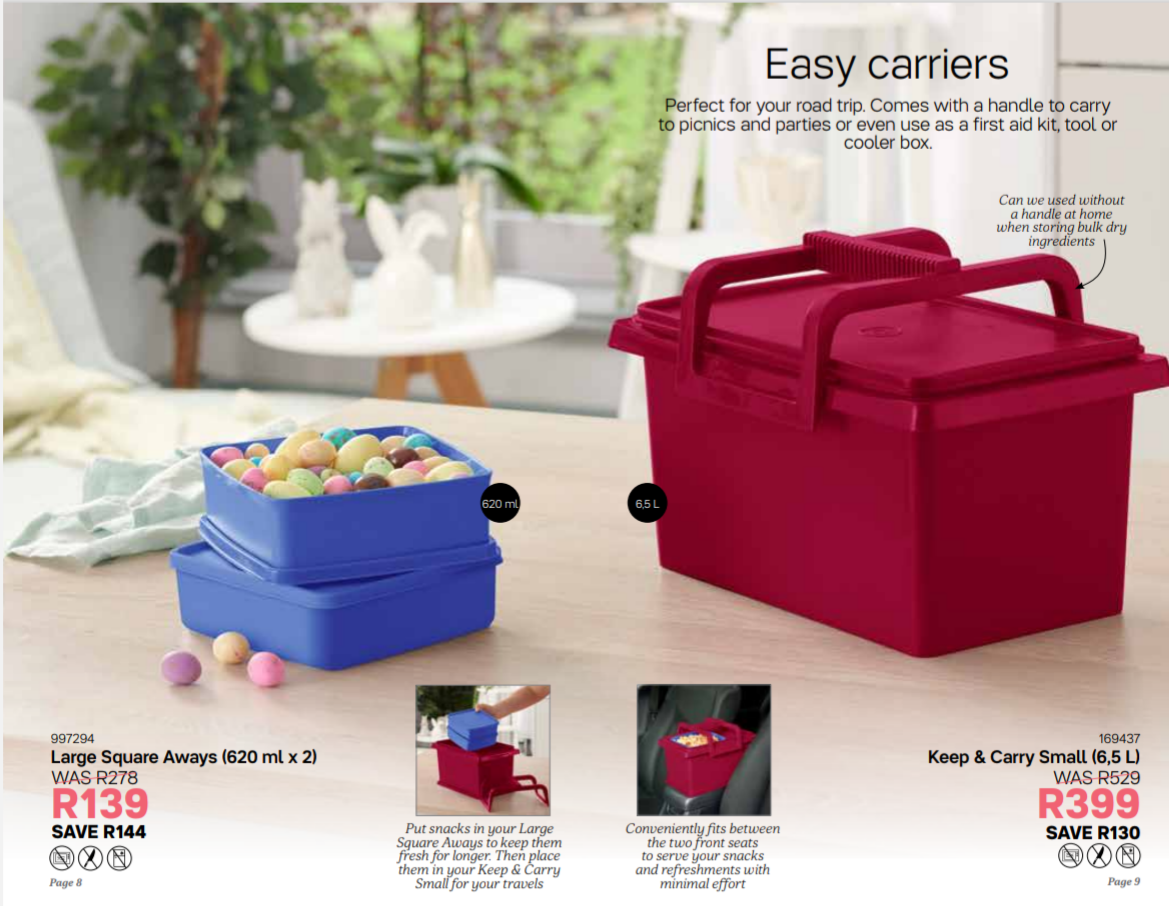 Easy carriers
Perfect for your road trip. Comes with a handle to carry
to picnics and parties or even use as a first aid kit, tool or
cooler box.
Can we used without
a handle at home
when storing bulk dry
ingredients
620 ml
6,5 L
997294
Large Square Aways (620 ml x 2)
WAS R278
R139
SAVE R144
Page 8
Put snacks in your Large
Square Aways to keep them
fresh for longer. Then place
them in your Keep & Carry
Small for your travels
Conveniently fits between
the two front seats
to serve your snacks
and refreshments with
minimal effort
169437
Keep & Carry Small (6,5 L)
WAS R529
R399
SAVE R130
Page 9